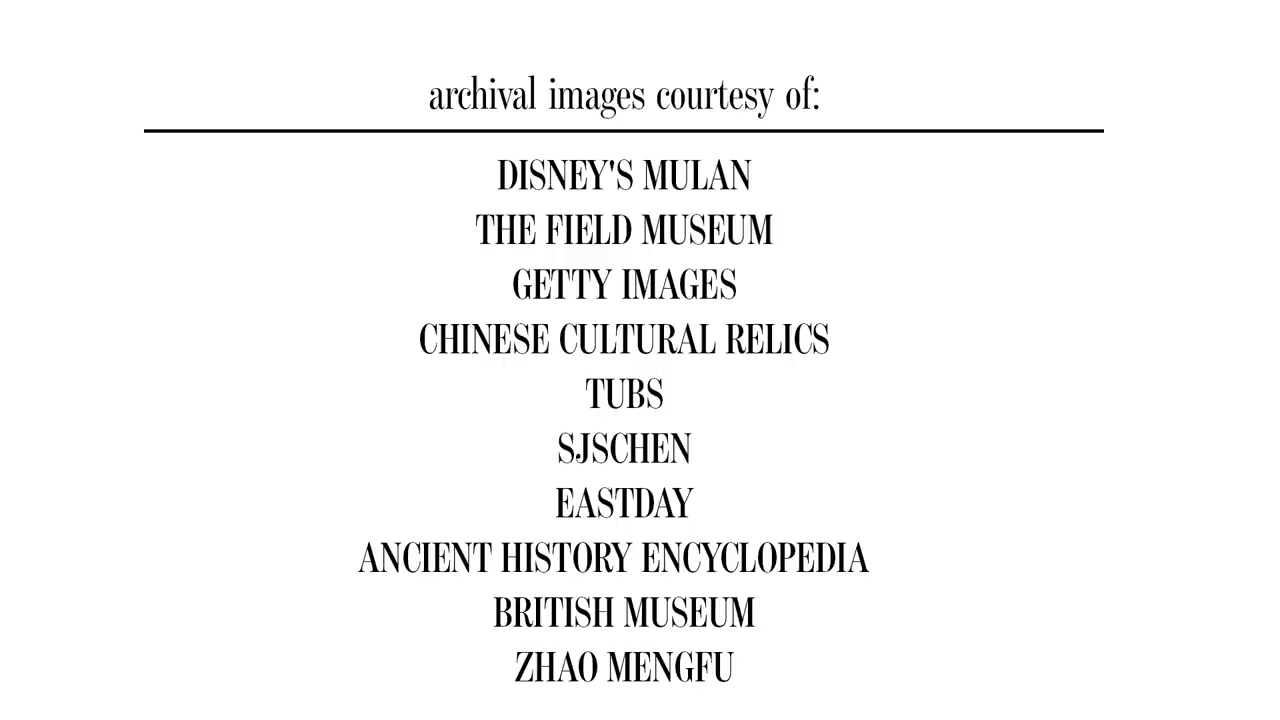 archival images courtesy of:
DISNEY'S MULAN
THE FIELD MUSEUM
GETTY IMAGES
CHINESE CULTURAL RELICS
TUBS
SJSCHEN
EASTDAY
ANCIENT HISTORY ENCYCLOPEDIA
BRITISH MUSEUM
ZHAO MENGFU